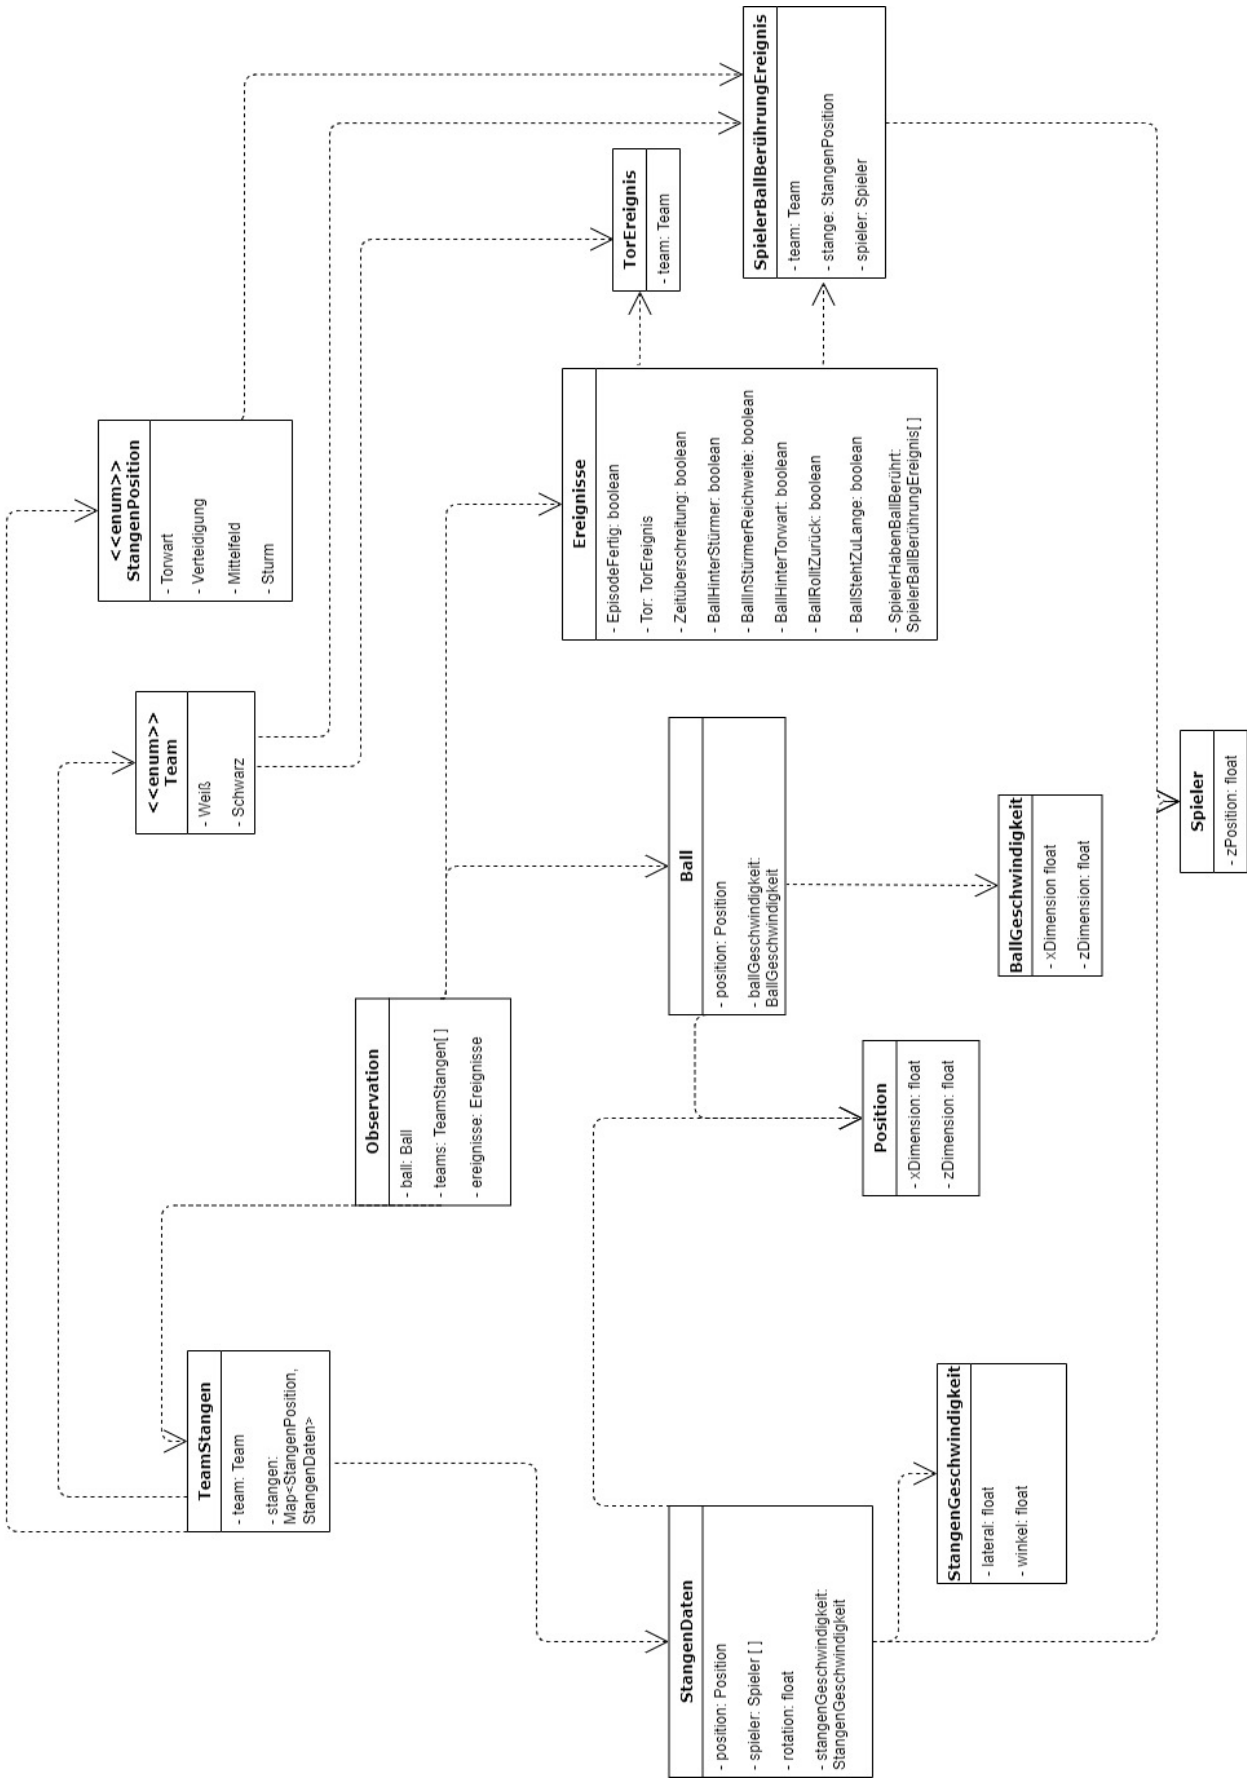 TeamStangen
- team: Team
- stangen:
Map<StangenPosition,
StangenDaten>
<<enum>>
Team
- Weiß
- Schwarz
<<enum>>
StangenPosition
- Torwart
- Verteidigung
- Mittelfeld
- Sturm
Observation
- ball: Ball
- teams: TeamStangen[ ]
- ereignisse: Ereignisse
StangenDaten
- position: Position
- spieler: Spieler [ ]
- rotation: float
- stangenGeschwindigkeit:
StangenGeschwindigkeit
Ball
- position: Position
- ballGeschwindigkeit:
BallGeschwindigkeit
Ereignisse
- EpisodeFertig: boolean
- Tor: TorEreignis
- Zeitüberschreitung: boolean
- BallHinterStürmer: boolean
- BallInStürmerReichweite: boolean
- BallHinterTorwart: boolean
- BallRolltZurück: boolean
- BallStehtZuLange: boolean
- SpielerHabenBallBerührt:
SpielerBallBerührungEreignis[ ]
TorEreignis
- team: Team
SpielerBallBerührungEreignis
- team: Team
- stange: StangenPosition
- spieler: Spieler
StangenGeschwindigkeit
- lateral: float
- winkel: float
Position
- xDimension: float
- zDimension: float
BallGeschwindigkeit
- xDimension float
- zDimension: float
Spieler
- zPosition: float